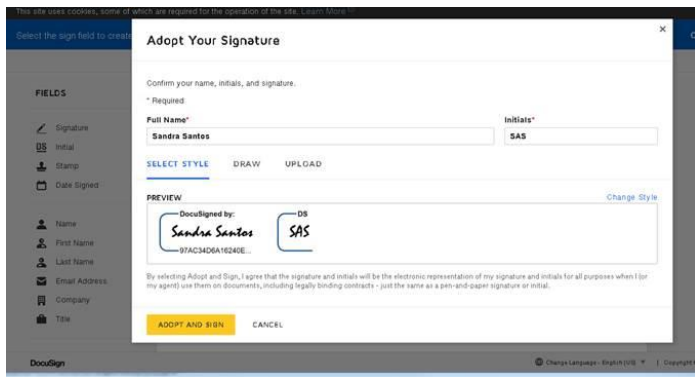 This site uses cookies, some of which are required for the operation of the site. Learn More
Select the sign field to create
Adopt Your Signature
Confirm your name, initials, and signature.
* Required
Full Name*
Initials*
Sandra Santos
SAS
SELECT STYLE DRAW UPLOAD
PREVIEW
Change Style
DocuSigned by:
Sandra Santos
97AC34D6A16240E...
DS
SAS
By selecting Adopt and Sign, I agree that the signature and initials will be the electronic representation of my signature and initials for all purposes when I (or
my agent) use them on documents, including legally binding contracts - just the same as a pen-and-paper signature or initial.
ADOPT AND SIGN CANCEL
FIELDS
Signature
DS Initial
Stamp
Date Signed
Name
First Name
Last Name
Email Address
Company
Title
DocuSign
Change Language - English (US) | Copyright